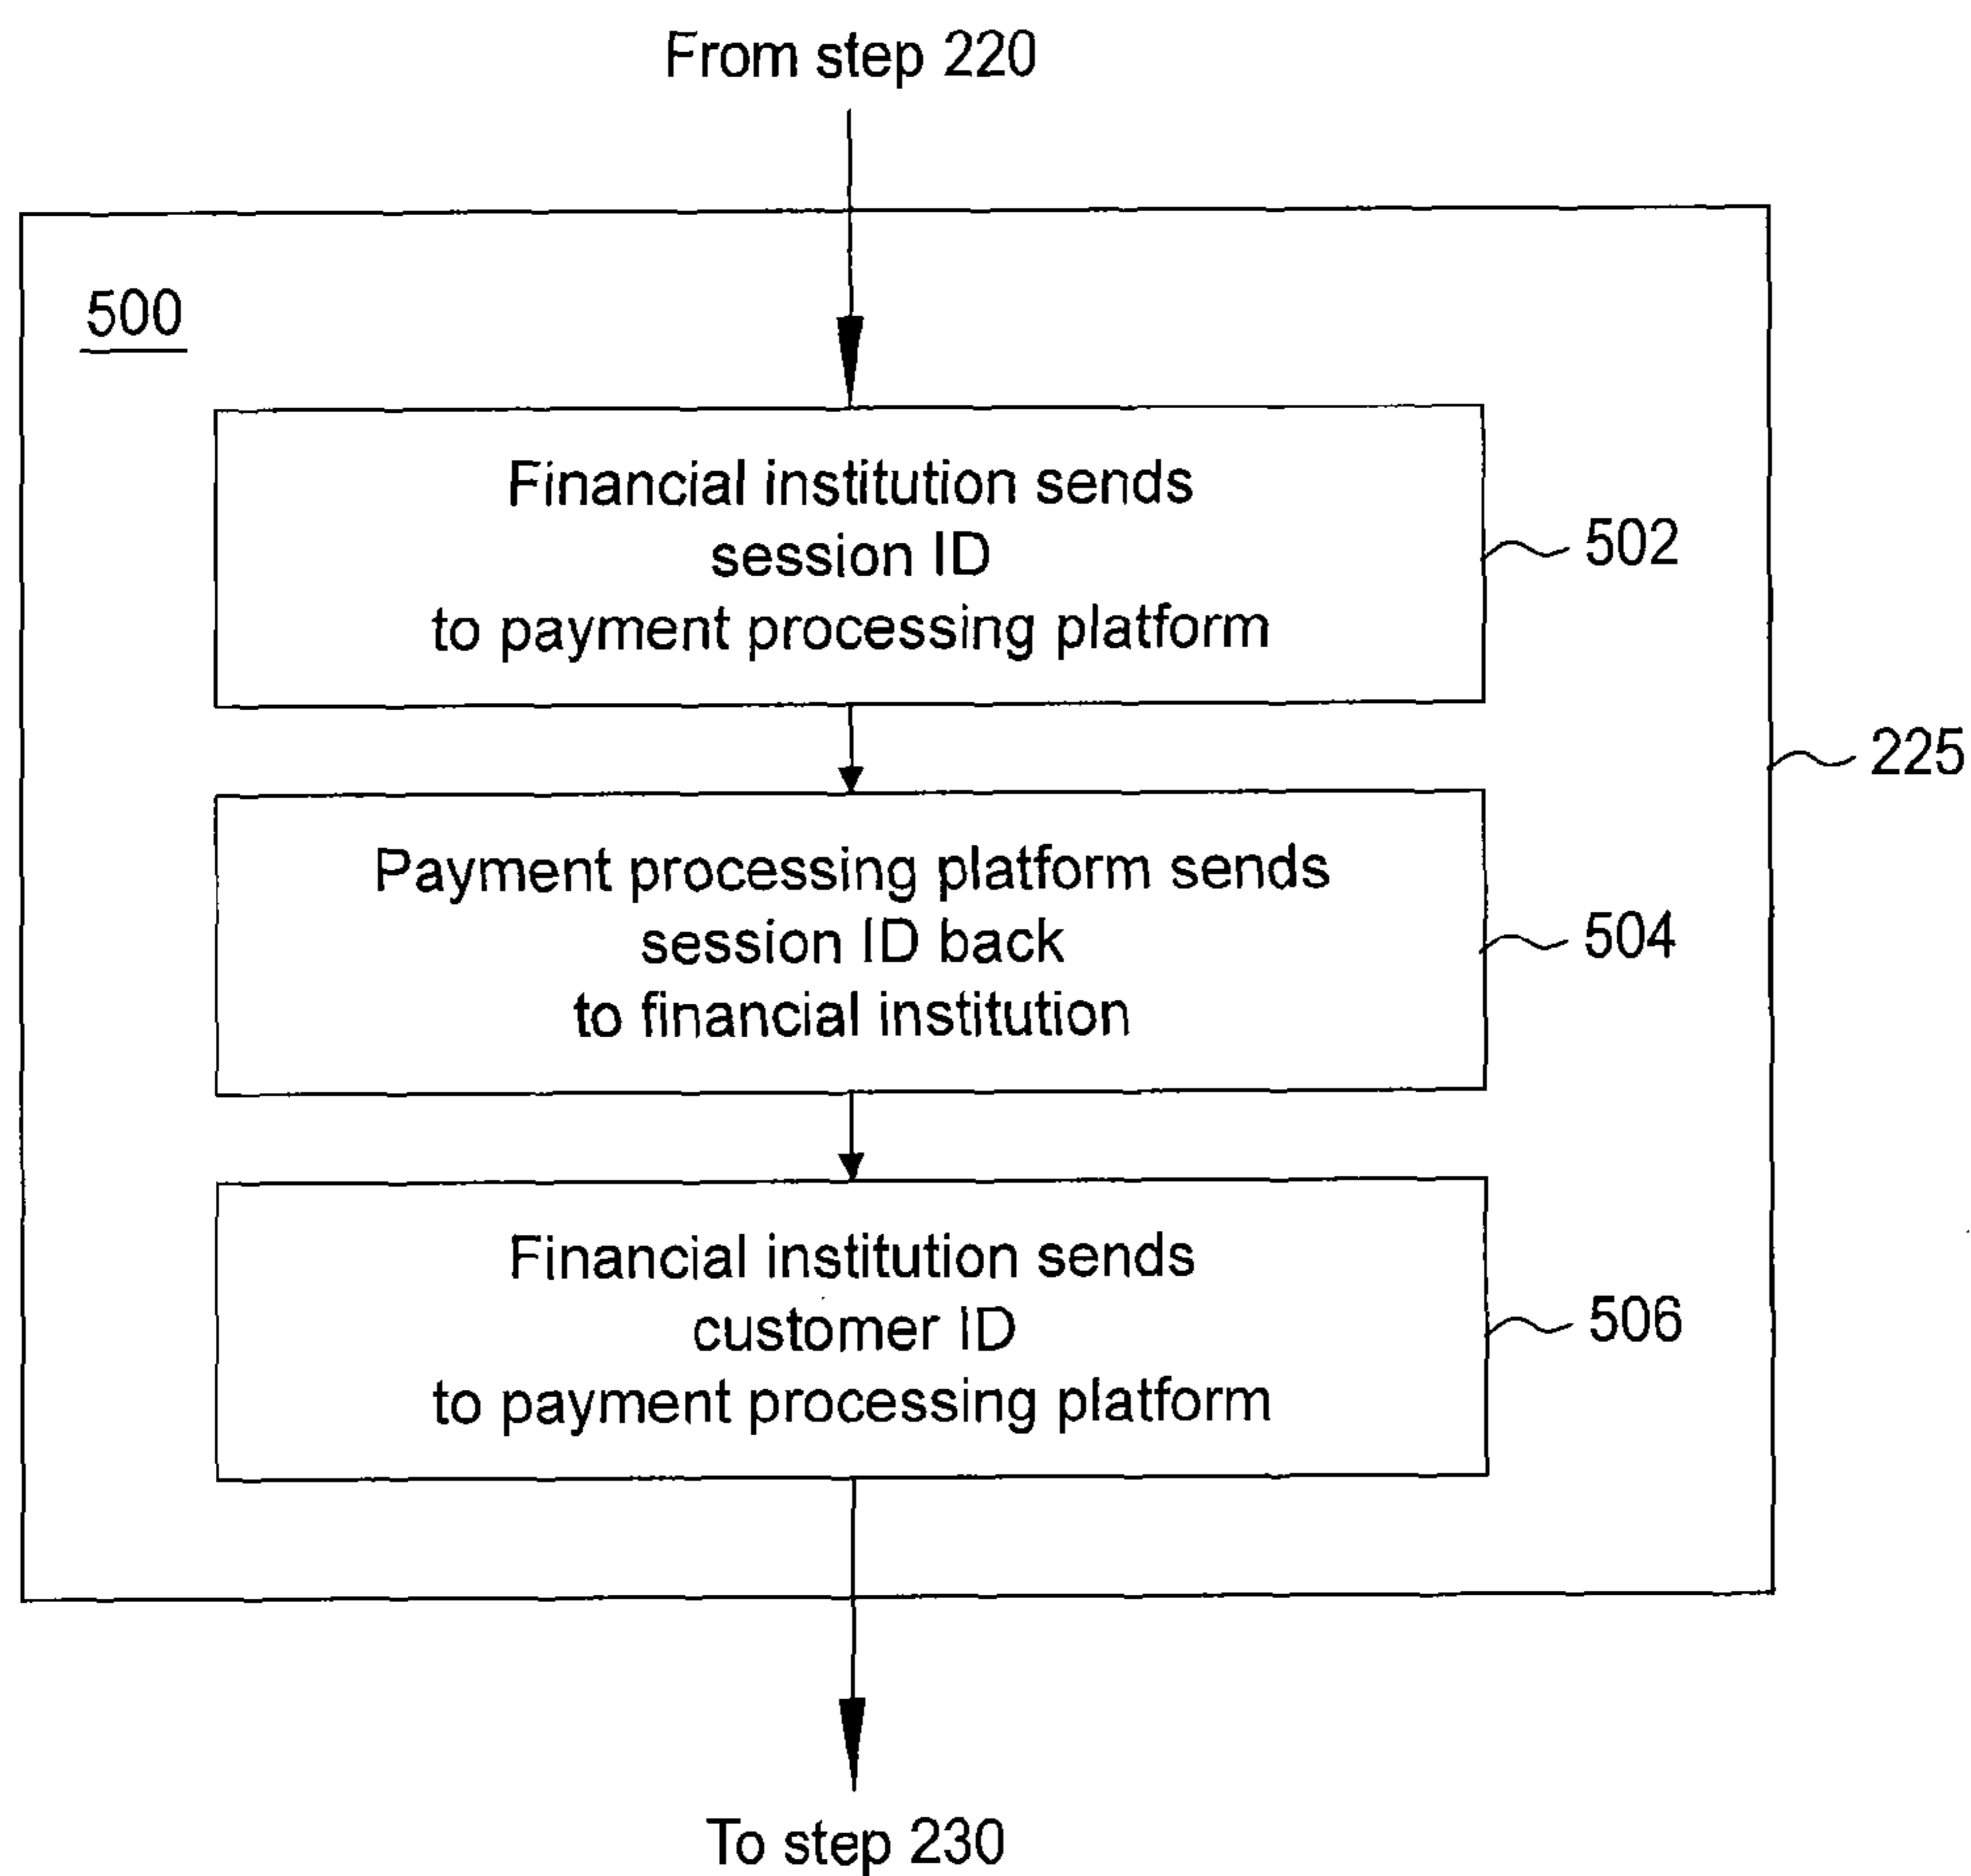 From step 220
500
Financial institution sends
session ID
to payment processing platform
502
225
Payment processing platform sends
session ID back
to financial institution
504
Financial institution sends
customer ID
to payment processing platform
506
To step 230